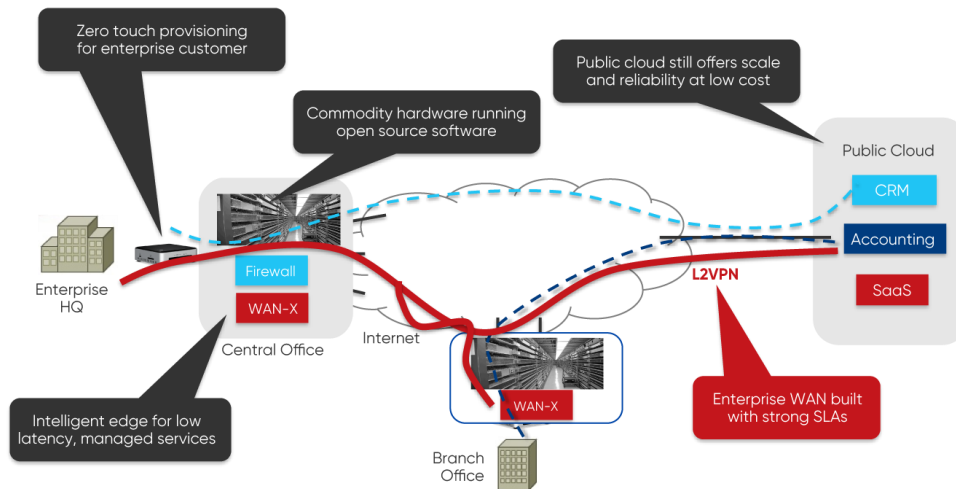 Zero touch provisioning
for enterprise customer
Public cloud still offers scale
and reliability at low cost
Commodity hardware running
open source software
Public Cloud
CRM
Accounting
SaaS
Enterprise
HQ
Firewall
WAN-X
Central Office
Internet
L2VPN
WAN-X
Intelligent edge for low
latency, managed services
Enterprise WAN built
with strong SLAs
Branch
Office